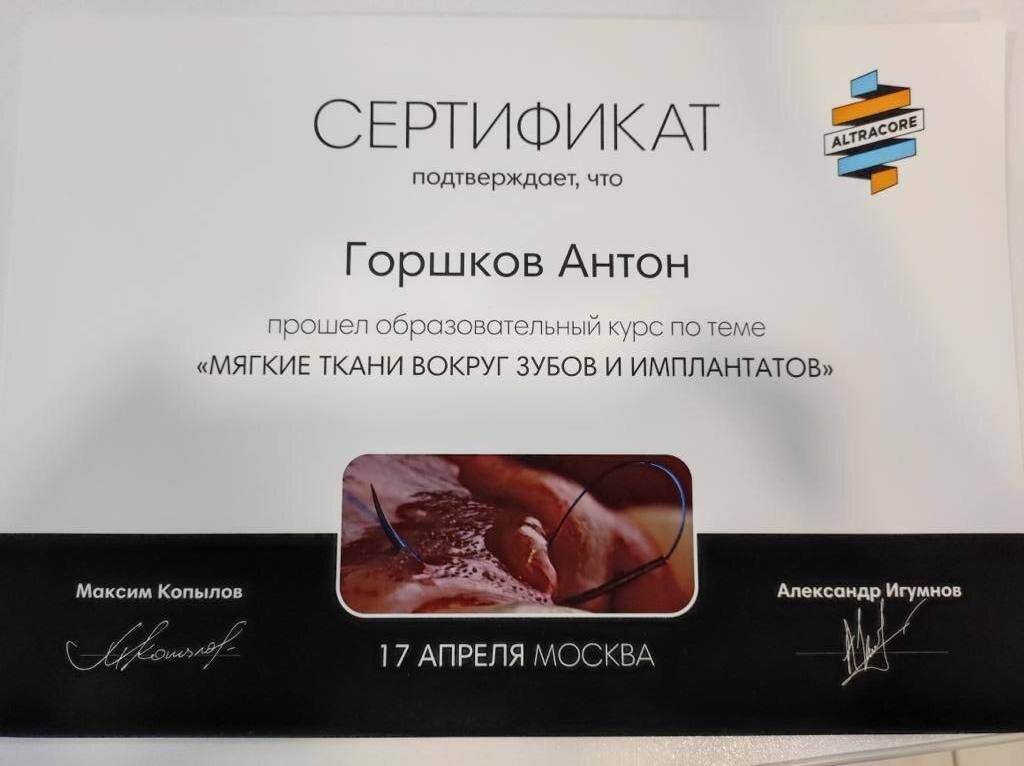 СЕРТИФИКАТ
подтверждает, что
ALTRACORE
Горшков Антон
прошел образовательный курс по теме
«МЯГКИЕ ТКАНИ ВОКРУГ ЗУБОВ И ИМПЛАНТАТОВ»
Максим Копылов
Александр Игумнов
17 АПРЕЛЯ МОСКВА